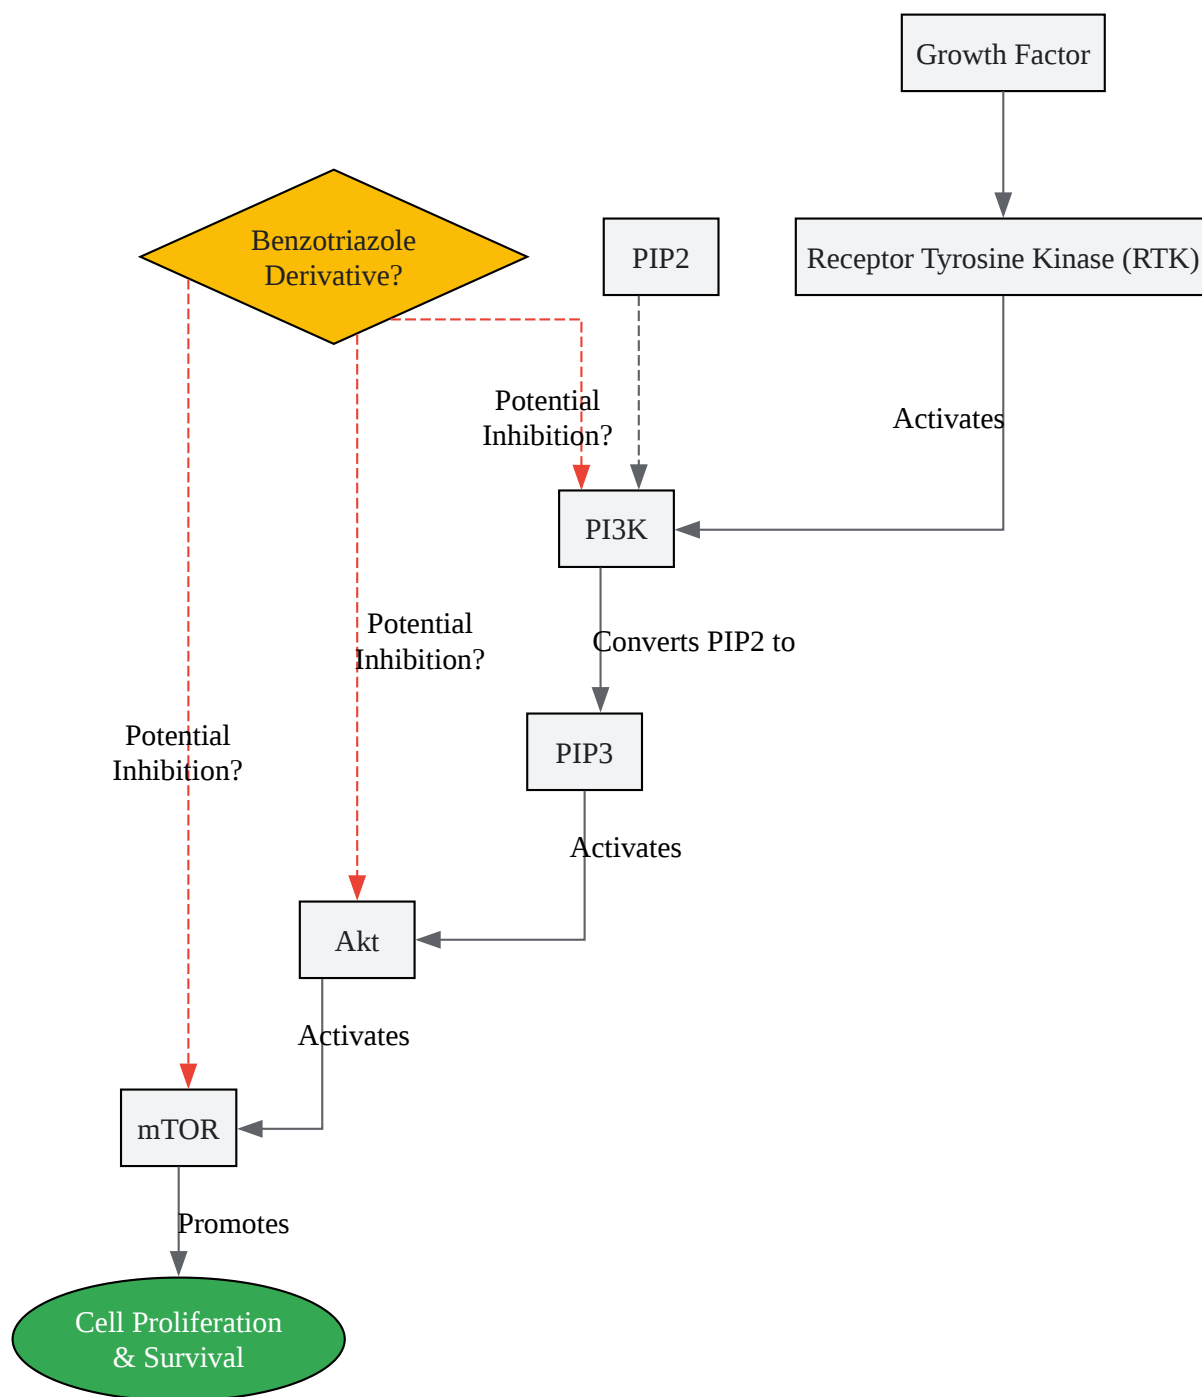 Growth Factor
Benzotriazole
Derivative?
PIP2
Receptor Tyrosine Kinase (RTK)
Potential
Inhibition?
Activates
PI3K
Potential
Inhibition?
Converts PIP2 to
Potential
Inhibition?
PIP3
Activates
Akt
Activates
mTOR
Promotes
Cell Proliferation
& Survival